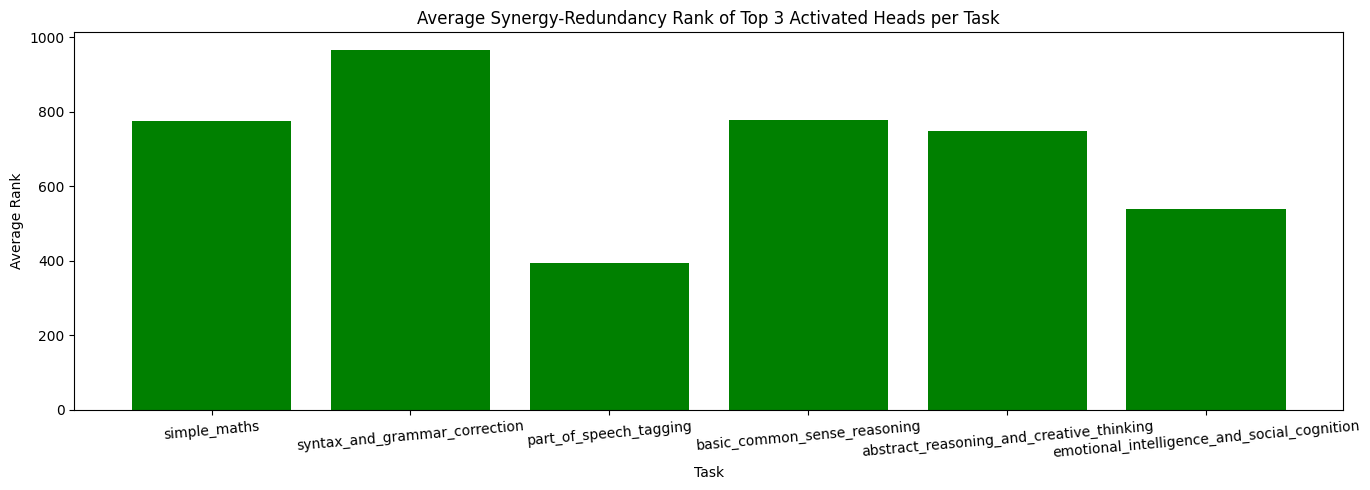 Average Synergy-Redundancy Rank of Top 3 Activated Heads per Task
Average Rank
1000
800
600
400
200
0
simple_maths
syntax_and_grammar_correction
part_of_speech_tagging
basic_common_sense_reasoning
abstract_reasoning_and_creative_thinking
emotional_intelligence_and_social_cognition
Task